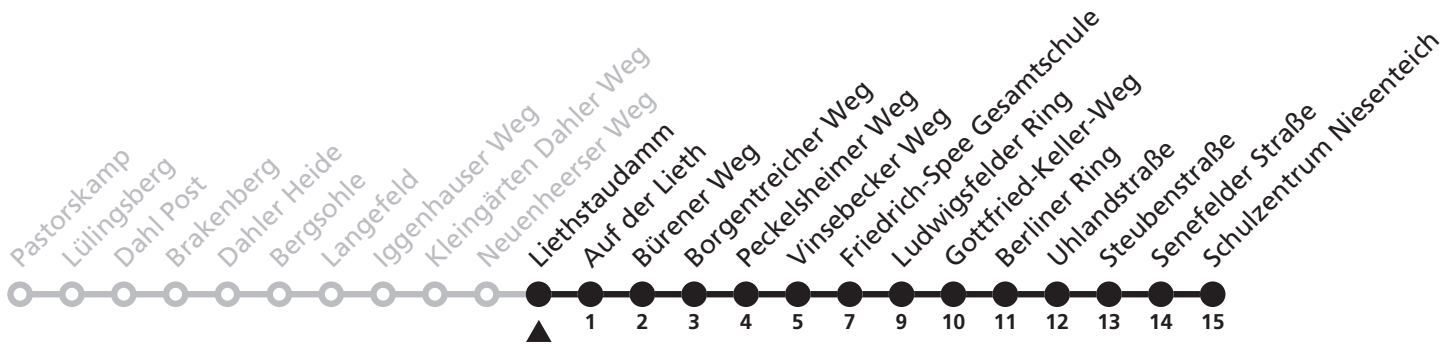 Pastorskamp
Lülingsberg
Dahl Post
Brakenberg
Dahler Heide
Bergsohle
Langefeld
Iggenhauser Weg
Kleingärten Dahler Weg
Neuenheerser Weg
Liethstaudamm
Auf der Lieth
Bürener Weg
Borgentreicher Weg
Peckelsheimer Weg
Vinsebecker Weg
Friedrich-Spee Gesamtschule
Ludwigsfelder Ring
Gottfried-Keller-Weg
Berliner Ring
Uhlandstraße
Steubenstraße
Senefelder Straße
Schulzentrum Niesenteich
1 2 3 4 5 7 9 10 11 12 13 14 15